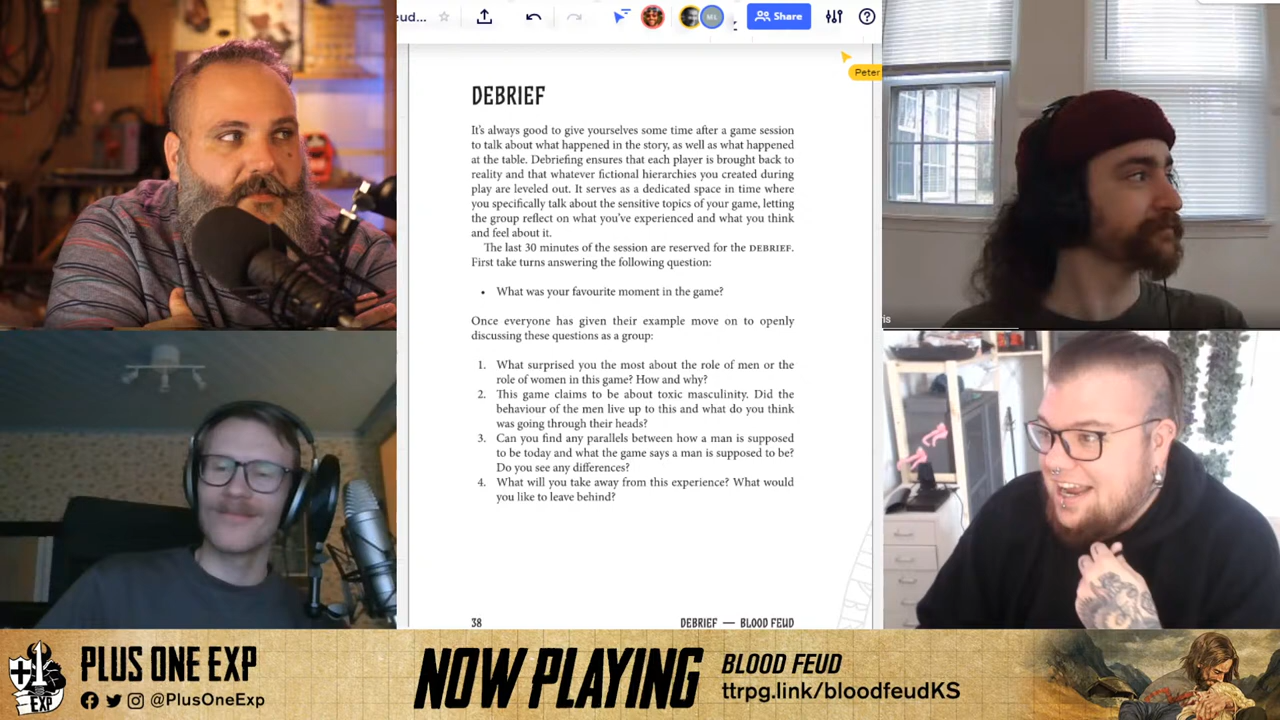 eud...
MK
Share
Peter
DEBRIEF
It's always good to give yourselves some time after a game session
to talk about what happened in the story, as well as what happened
at the table. Debriefing ensures that each player is brought back to
reality and that whatever fictional hierarchies you created during
play are leveled out. It serves as a dedicated space in time where
you specifically talk about the sensitive topics of your game, letting
the group reflect on what you've experienced and what you think
and feel about it.
The last 30 minutes of the session are reserved for the DEBRIEF.
First take turns answering the following question:
• What was your favourite moment in the game?
Once everyone has given their example move on to openly
discussing these questions as a group:
1. What surprised you the most about the role of men or the
role of women in this game? How and why?
2. This game claims to be about toxic masculinity. Did the
behaviour of the men live up to this and what do you think
was going through their heads?
3. Can you find any parallels between how a man is supposed
to be today and what the game says a man is supposed to be?
Do you see any differences?
4. What will you take away from this experience? What would
you like to leave behind?
38
DEBRIEF — BLOOD FEUD
ris
+1
EXP
PLUS ONE EXP
@PlusOneExp
NOW PLAYING
BLOOD FEUD
ttrpg.link/bloodfeudKS